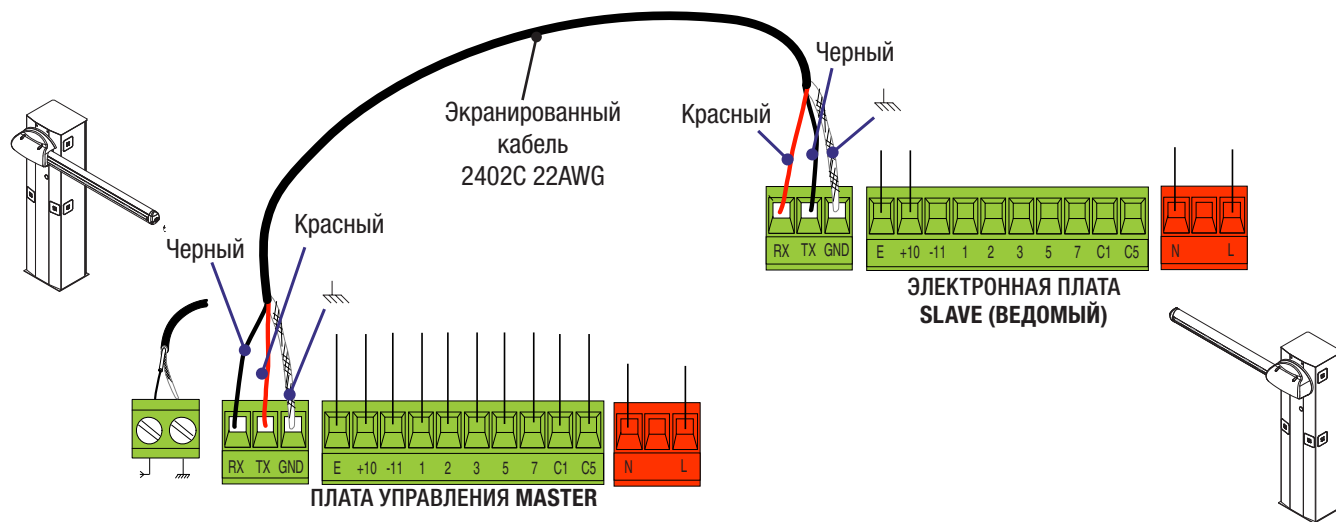 Экранированный
кабель
2402C 22AWG
Красный
Черный
RX TX GND
E +10 -11 1 2 3 5 7 C1 C5
N L
ЭЛЕКТРОННАЯ ПЛАТА
SLAVE (ВЕДОМЫЙ)
Черный
Красный
RX TX GND
E +10 -11 1 2 3 5 7 C1 C5
N L
ПЛАТА УПРАВЛЕНИЯ MASTER